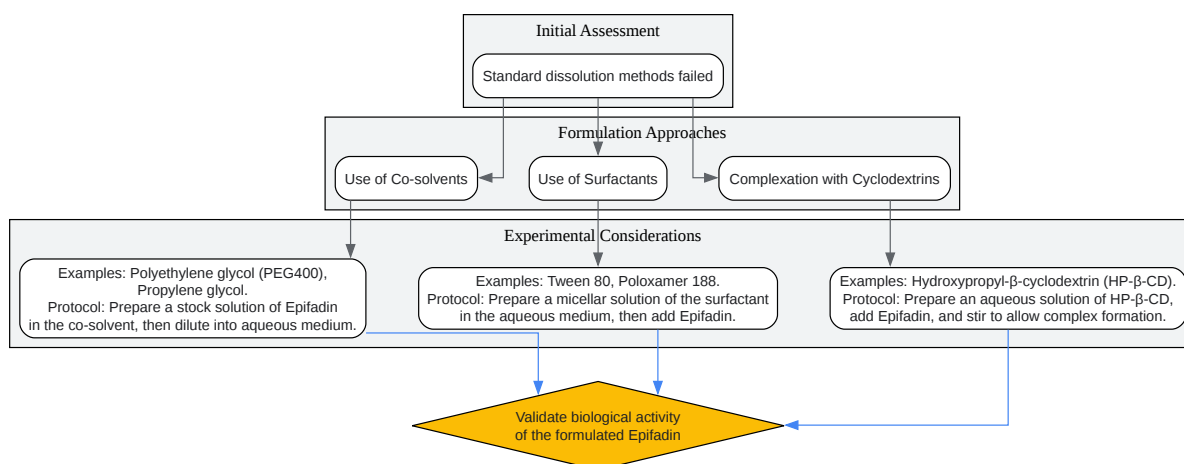 Initial Assessment
Standard dissolution methods failed
Formulation Approaches
Use of Co-solvents
Use of Surfactants
Complexation with Cyclodextrins
Experimental Considerations
Examples: Polyethylene glycol (PEG400),
Propylene glycol.
Protocol: Prepare a stock solution of Epifadin
in the co-solvent, then dilute into aqueous medium.
Examples: Tween 80, Poloxamer 188.
Protocol: Prepare a micellar solution of the surfactant
in the aqueous medium, then add Epifadin.
Examples: Hydroxypropyl-β-cyclodextrin (HP-β-CD).
Protocol: Prepare an aqueous solution of HP-β-CD,
add Epifadin, and stir to allow complex formation.
Validate biological activity
of the formulated Epifadin